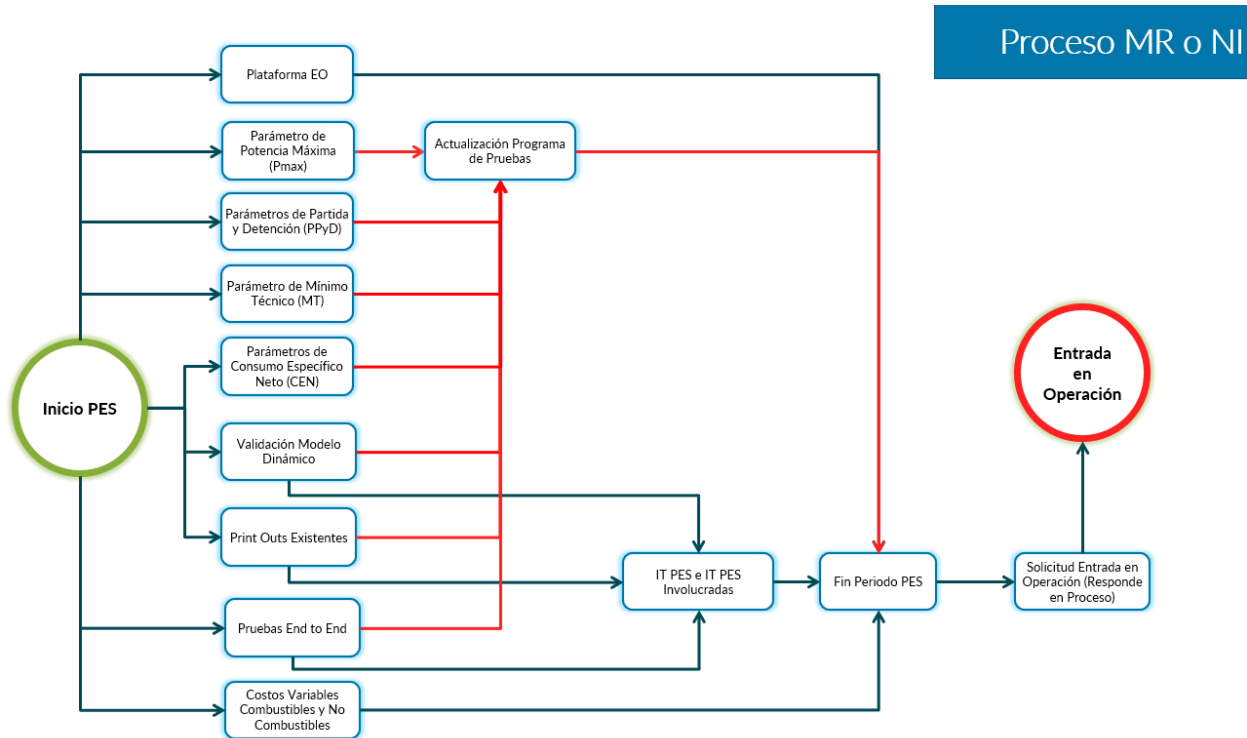 Proceso MR o NI
Plataforma EO
Parámetro de
Potencia Máxima
(Pmax)
Actualización Programa
de Pruebas
Parámetros de Partida
y Detención (PPyD)
Parámetro de Mínimo
Técnico (MT)
Parámetros de
Consumo Específico
Neto (CEN)
Inicio PES
Entrada
en
Operación
Validación Modelo
Dinámico
Print Outs Existentes
IT PES e IT PES
Involucradas
Fin Periodo PES
Solicitud Entrada en
Operación (Responde
en Proceso)
Pruebas End to End
Costos Variables
Combustibles y No
Combustibles